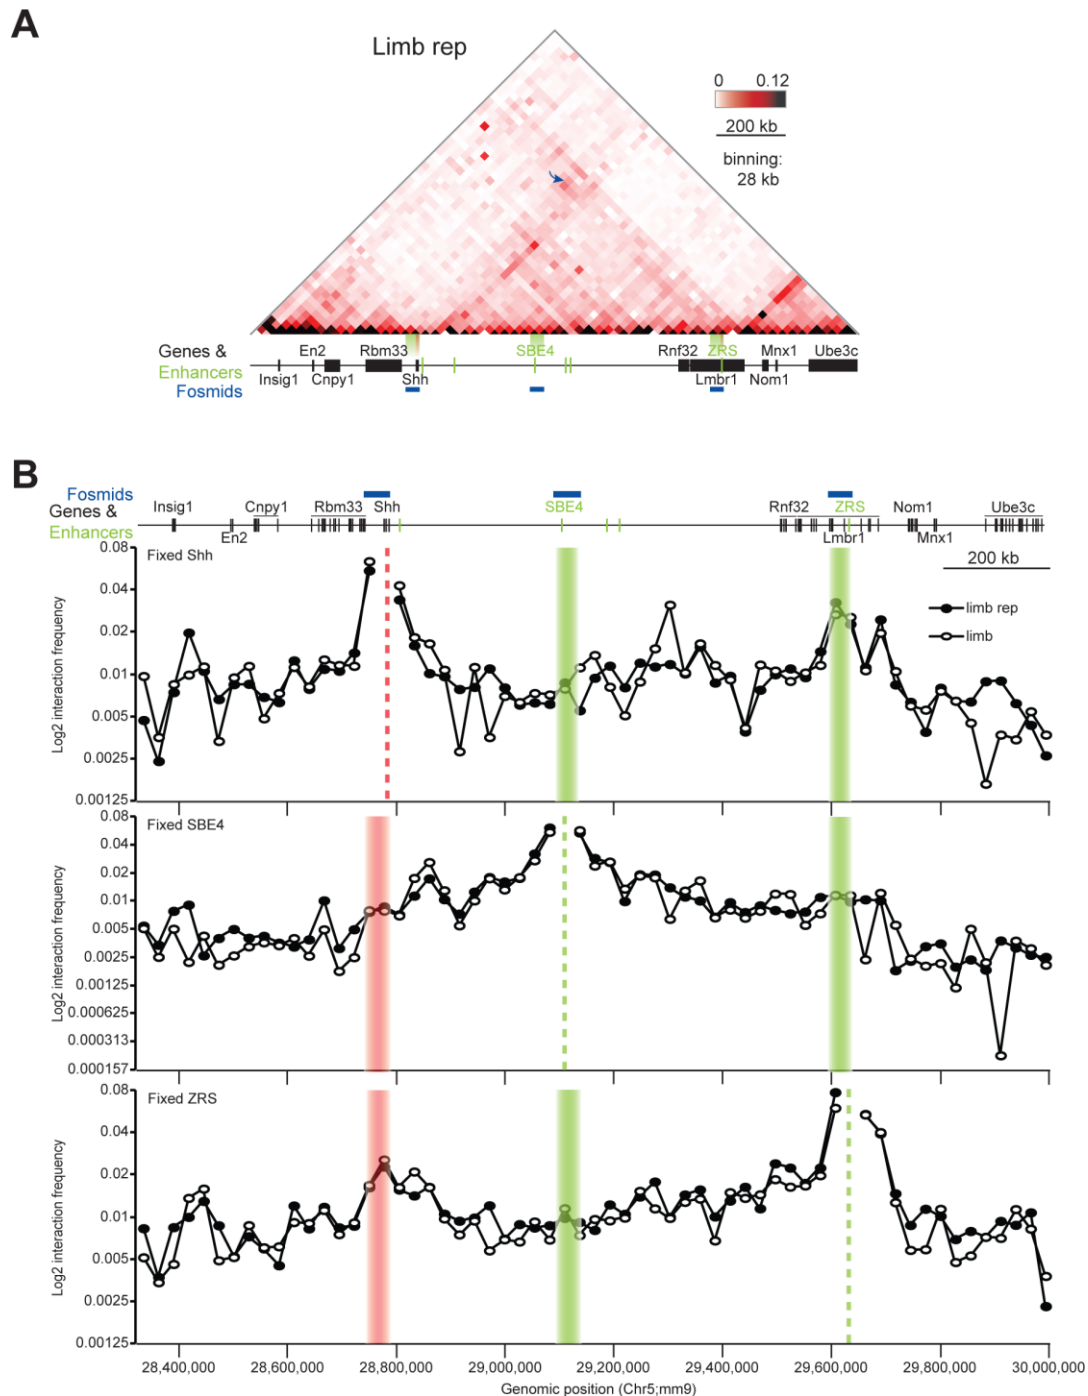 A
Limb rep
0 0.12
200 kb
binning:
28 kb
Genes &
En2 Rbm33 SBE4 Rnf32 ZRS Mnx1 Ube3c
Enhancers
Insig1 Cnpy1 Shh Lmbr1 Nom1
Fosmids
B
Fosmids
Genes &
Insig1 Cnpy1 Rbm33 Shh SBE4 Rnf32 ZRS Nom1 Ube3c
Enhancers
En2 Lmbr1 Mnx1
200 kb
Fixed Shh
limb rep
limb
Log2 interaction frequency
0.08
0.04
0.02
0.01
0.005
0.0025
0.00125
Fixed SBE4
Log2 interaction frequency
0.08
0.04
0.02
0.01
0.005
0.0025
0.00125
0.000625
0.000313
0.000157
Fixed ZRS
Log2 interaction frequency
0.08
0.04
0.02
0.01
0.005
0.0025
0.00125
28,400,000 28,600,000 28,800,000 29,000,000 29,200,000 29,400,000 29,600,000 29,800,000 30,000,000
Genomic position (Chr5;mm9)